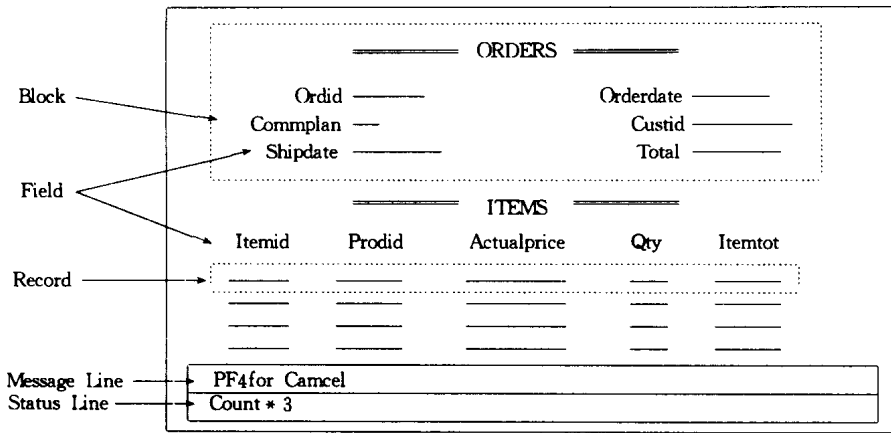 ORDERS
Block
Ordid
Orderdate
Commplan
Custid
Shipdate
Total
Field
ITEMS
Itemid Prodid Actualprice Qty Itemtot
Record
Message Line PF4for Camcel
Status Line Count * 3